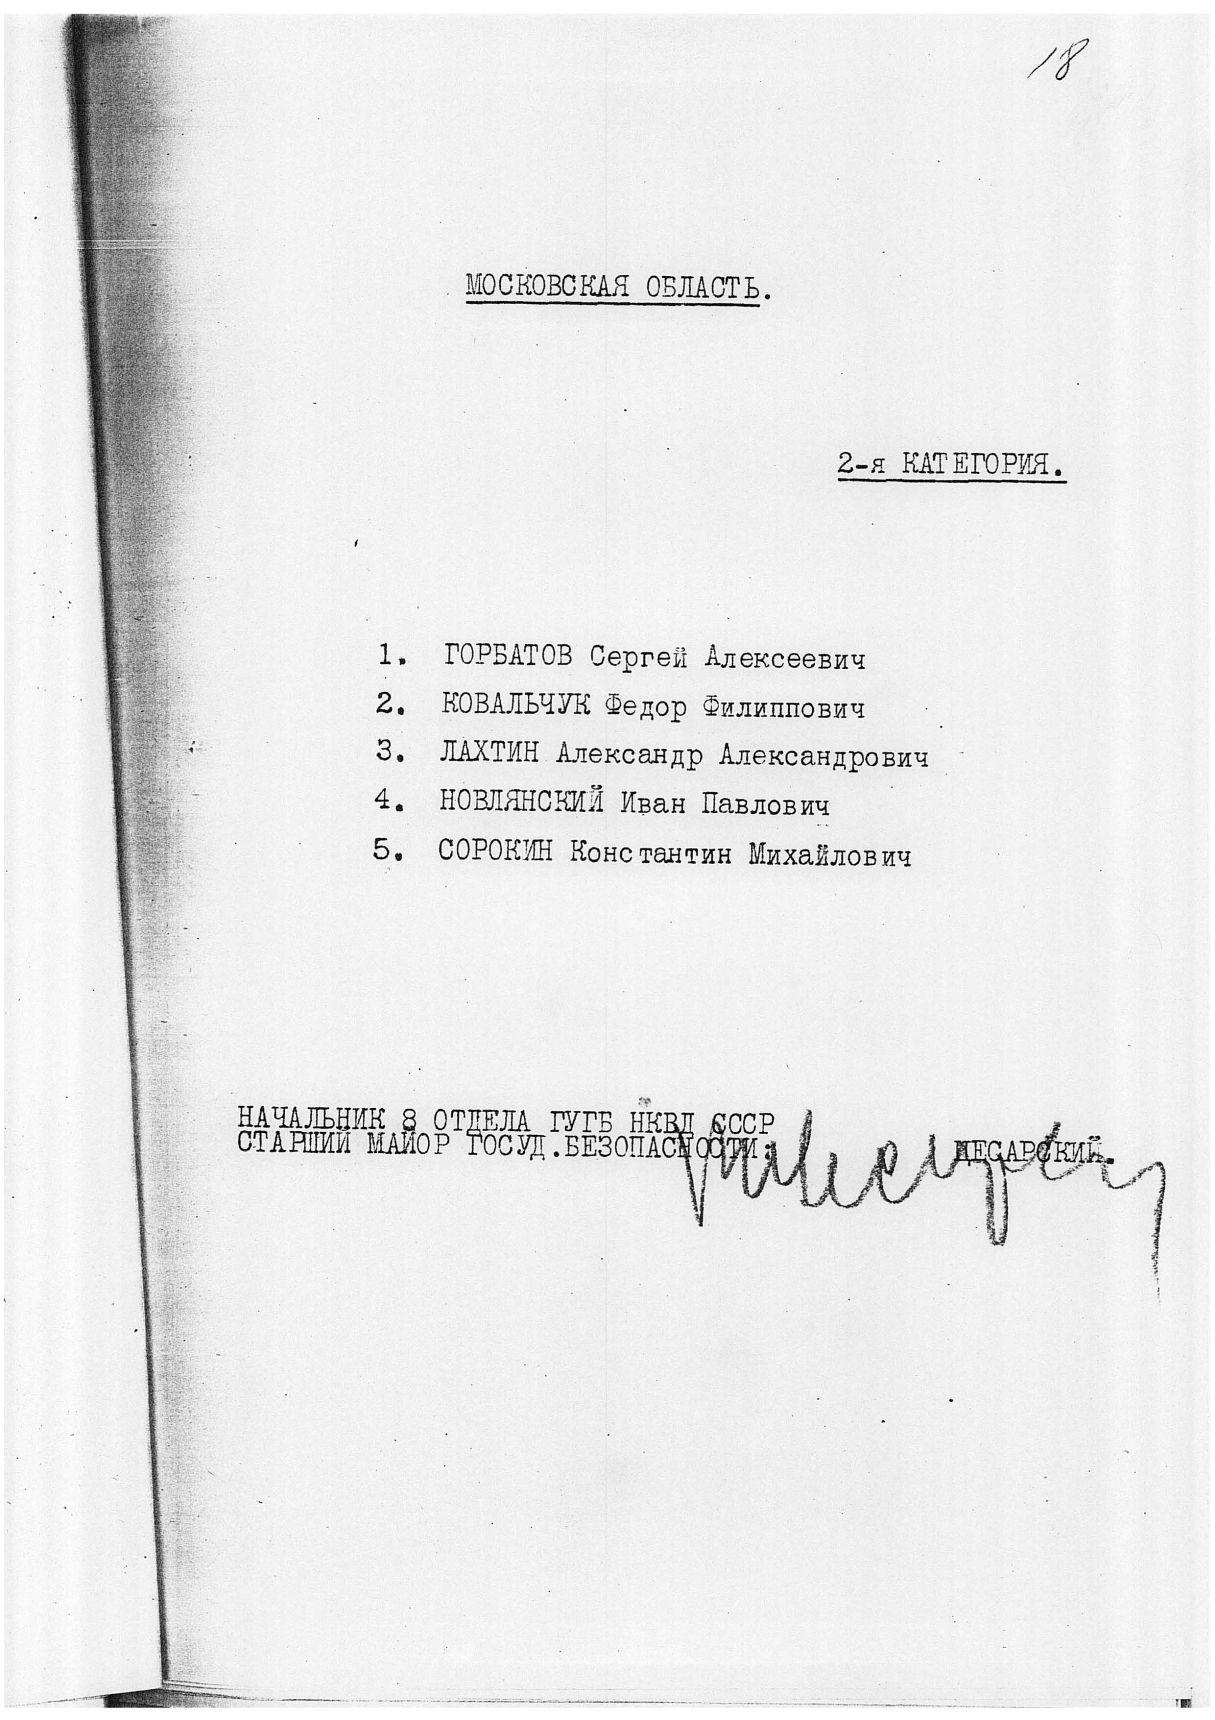 18
МОСКОВСКАЯ ОБЛАСТЬ.
2-я КАТЕГОРИЯ.
1. ГОРБАТОВ Сергей Алексеевич
2. КОВАЛЬЧУК Федор Филиппович
3. ЛАХТИН Александр Александрович
4. НОВЛЯНСКИЙ Иван Павлович
5. СОРОКИН Константин Михайлович
НАЧАЛЬНИК 8 ОТДЕЛА ГУГБ НКВД СССР
СТАРШИЙ МАЙОР ГОСУД.БЕЗОПАСНОСТИ: ЦЕСАРСКИЙ.